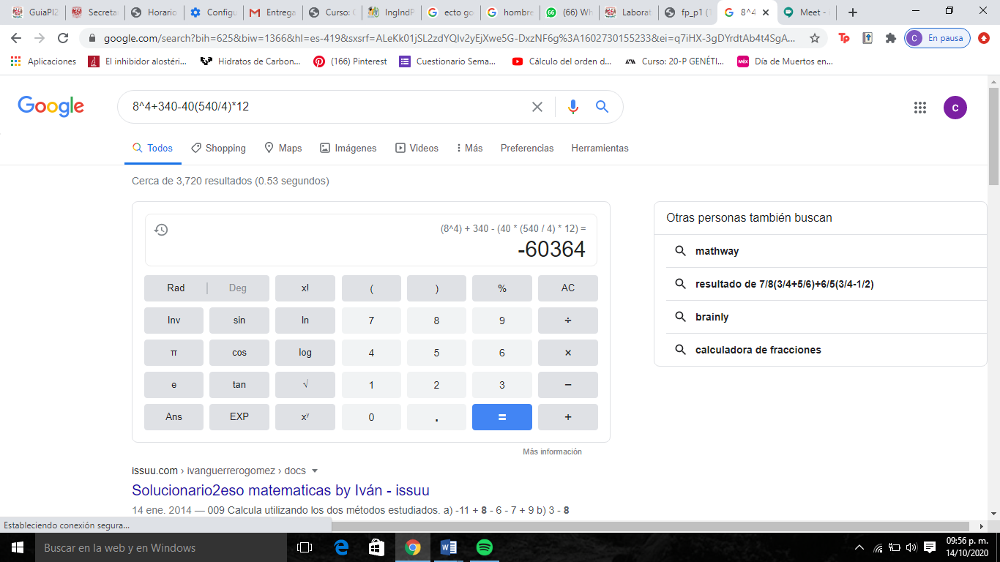 GuiaPI2
Secreta
Horario
Configu
Entrega
Curso: C
IngIndP
ecto go
hombre
(66) Wh
Laborat
fp_p1 (1
8^4
Meet -
google.com/search?bih=625&biw=1366&hl=es-419&sxsrf=ALeKk01jSL2zdYQlv2yEjXwe5G-DxzNF6g%3A1602730155233&ei=q7iHX-3gDYrdtAb4t4SgA...
C En pausa
Aplicaciones
El inhibidor alostéri...
Hidratos de Carbon...
(166) Pinterest
Cuestionario Sema...
Cálculo del orden d...
Curso: 20-P GENÉTI...
Día de Muertos en...
Google
8^4+340-40(540/4)*12
C
Todos
Shopping
Maps
Imágenes
Videos
Más
Preferencias
Herramientas
Cerca de 3,720 resultados (0.53 segundos)
(8^4) + 340 - (40 * (540 / 4) * 12) =
-60364
Rad | Deg x! ( ) % AC
Inv sin ln 7 8 9 ÷
π cos log 4 5 6 ×
e tan √ 1 2 3 −
Ans EXP xʸ 0 . = +
Más información
Otras personas también buscan
mathway
resultado de 7/8(3/4+5/6)+6/5(3/4-1/2)
brainly
calculadora de fracciones
issuu.com › ivanguerrerogomez › docs
Solucionario2eso matematicas by Iván - issuu
14 ene. 2014 — 009 Calcula utilizando los dos métodos estudiados. a) -11 + 8 - 6 - 7 + 9 b) 3 - 8
Estableciendo conexión segura...
Buscar en la web y en Windows
09:56 p. m.
14/10/2020